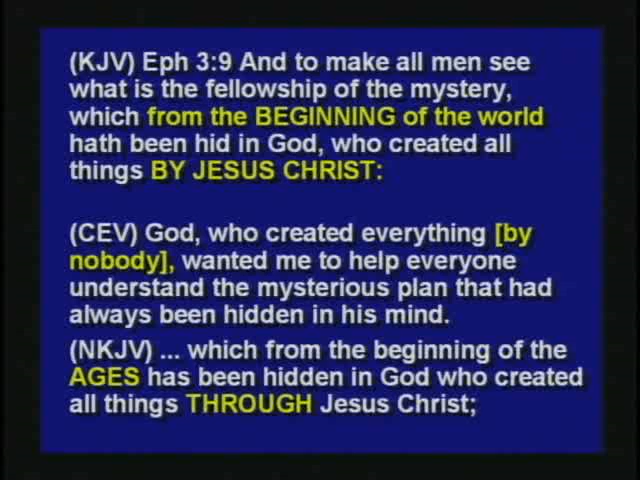 (KJV) Eph 3:9 And to make all men see
what is the fellowship of the mystery,
which from the BEGINNING of the world
hath been hid in God, who created all
things BY JESUS CHRIST:
(CEV) God, who created everything [by
nobody], wanted me to help everyone
understand the mysterious plan that had
always been hidden in his mind.
(NKJV) ... which from the beginning of the
AGES has been hidden in God who created
all things THROUGH Jesus Christ;